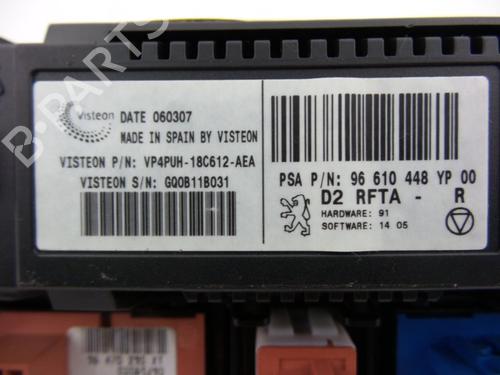 Visteon
DATE 060307
MADE IN SPAIN BY VISTEON
VISTEON P/N: VP4PUH-18C612-AEA
VISTEON S/N: GQ0B11B031
PSA P/N: 96 610 448 YP 00
D2 RFTA - R
HARDWARE: 91
SOFTWARE: 14 05
B-PARTS